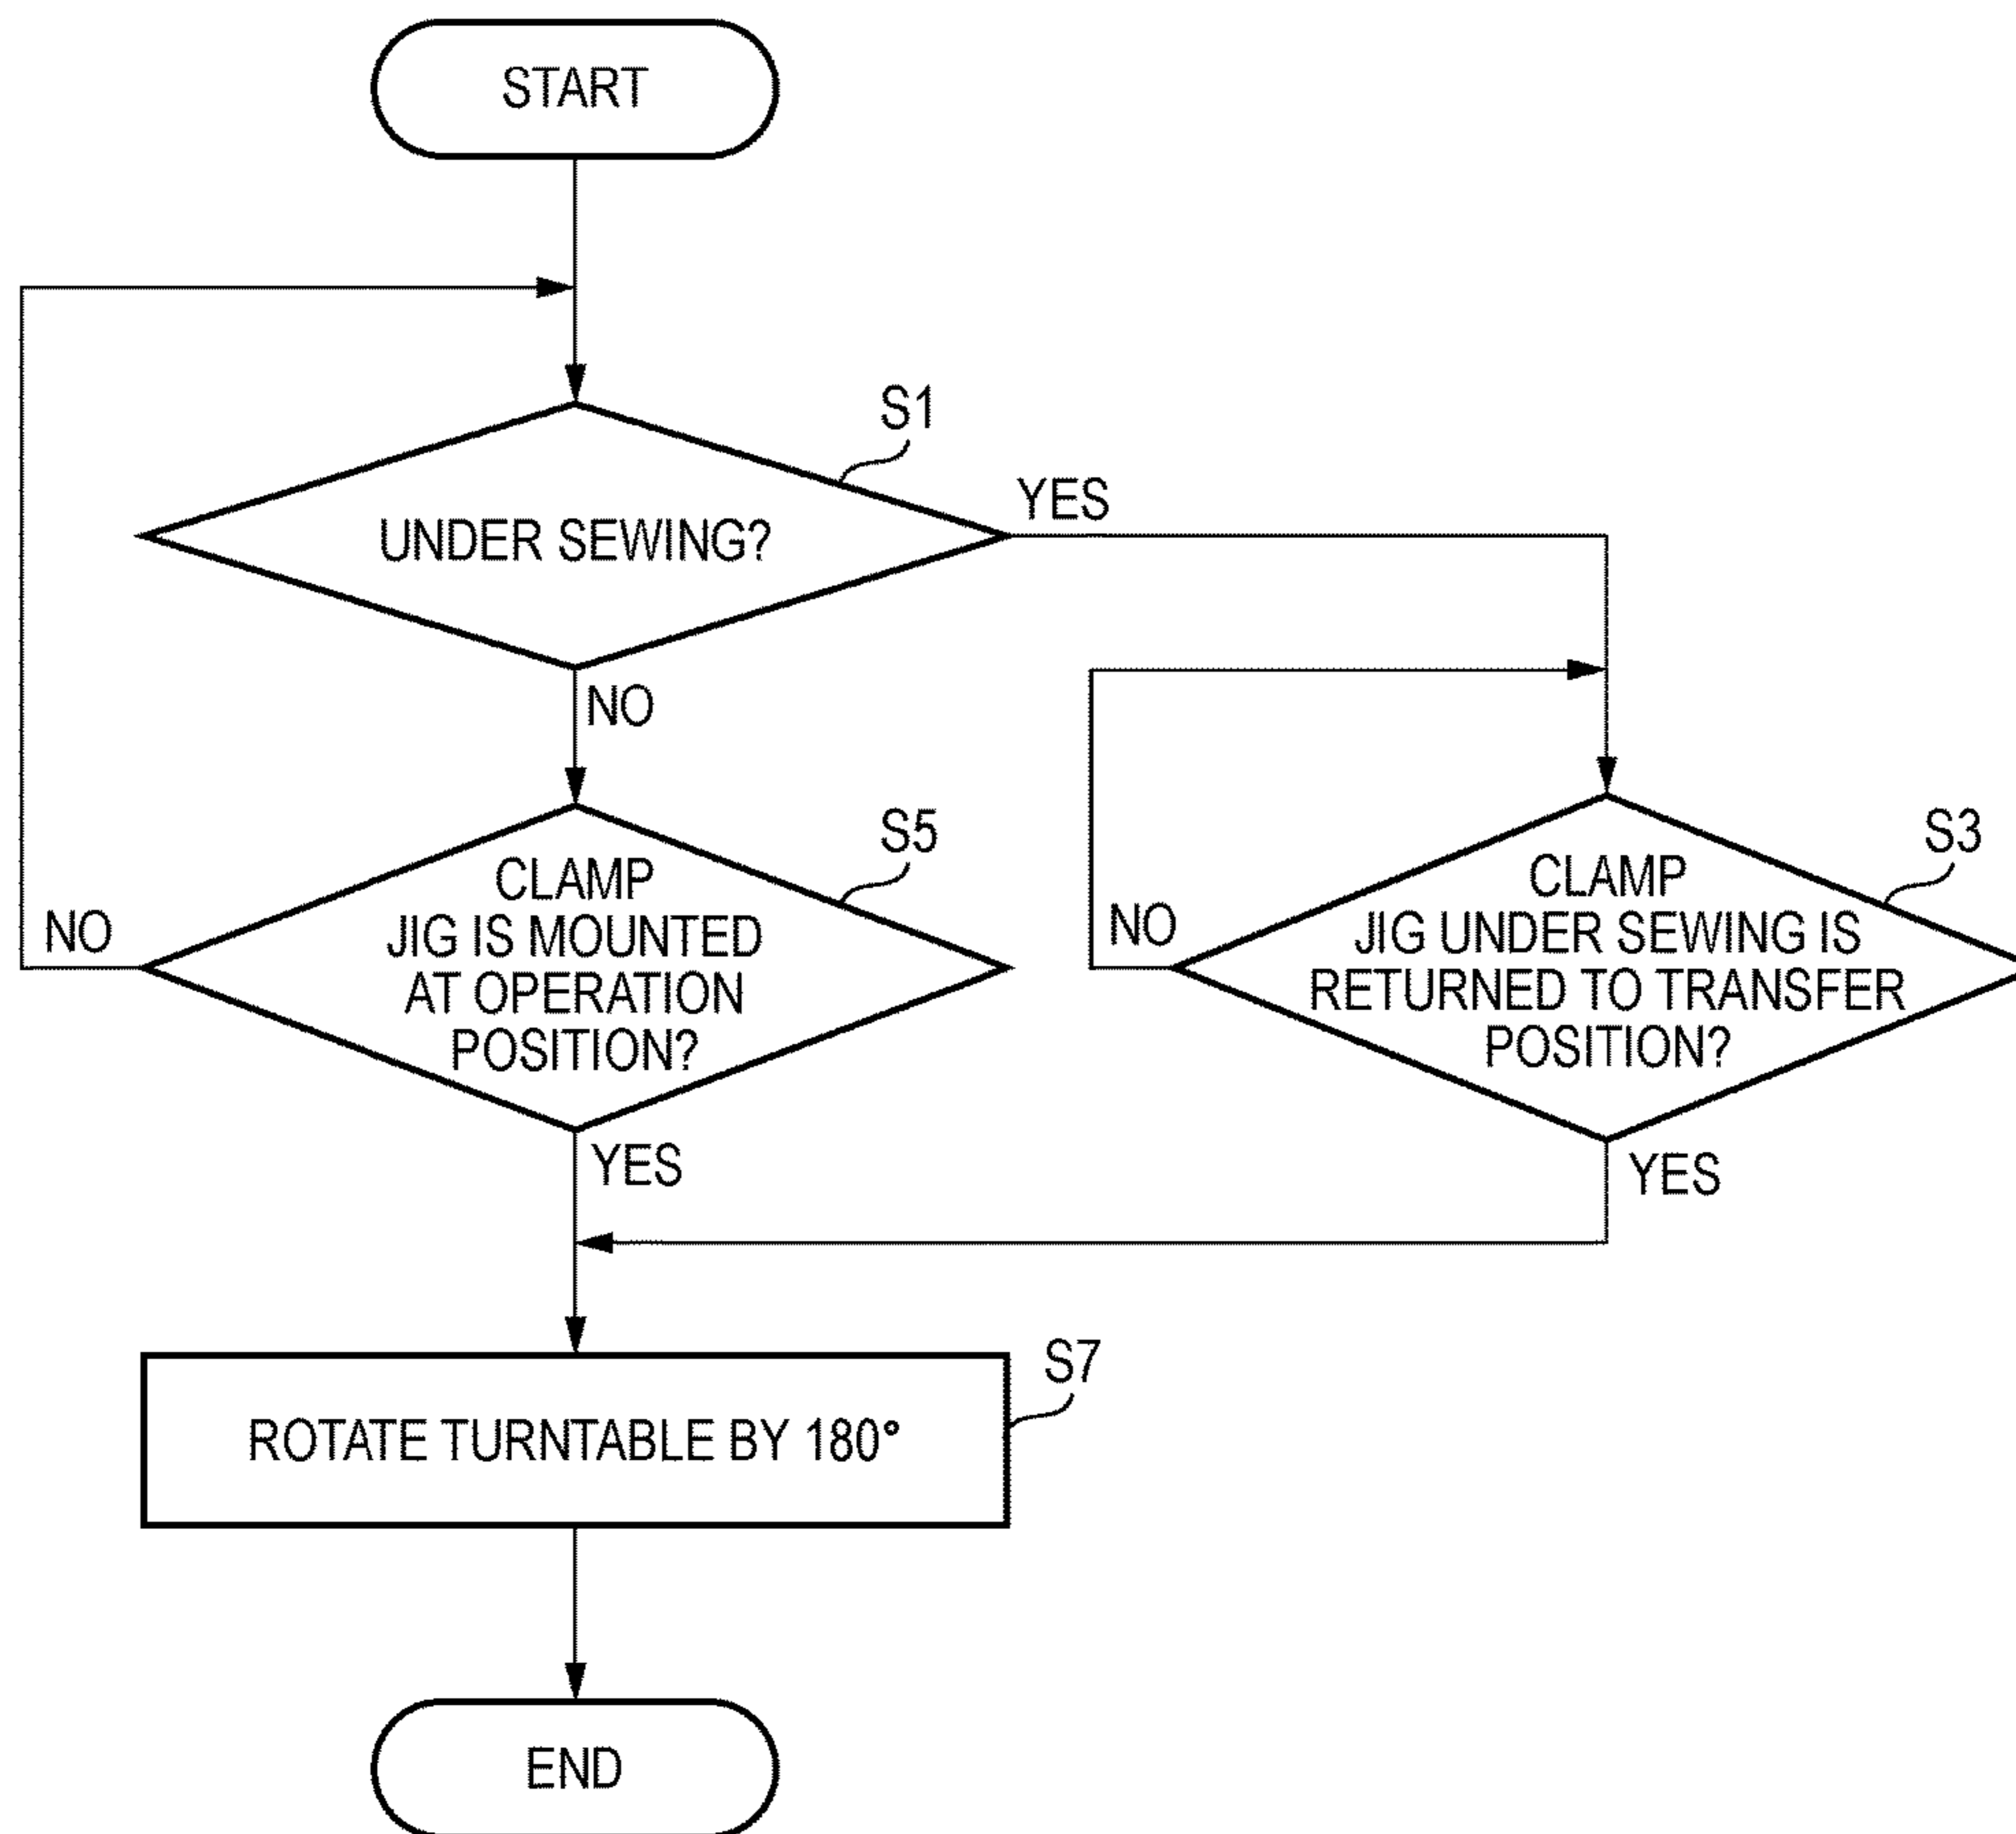 START
S1
UNDER SEWING?
YES
NO
S5
CLAMP
JIG IS MOUNTED
AT OPERATION
POSITION?
NO
YES
S3
CLAMP
JIG UNDER SEWING IS
RETURNED TO TRANSFER
POSITION?
NO
YES
S7
ROTATE TURNTABLE BY 180°
END